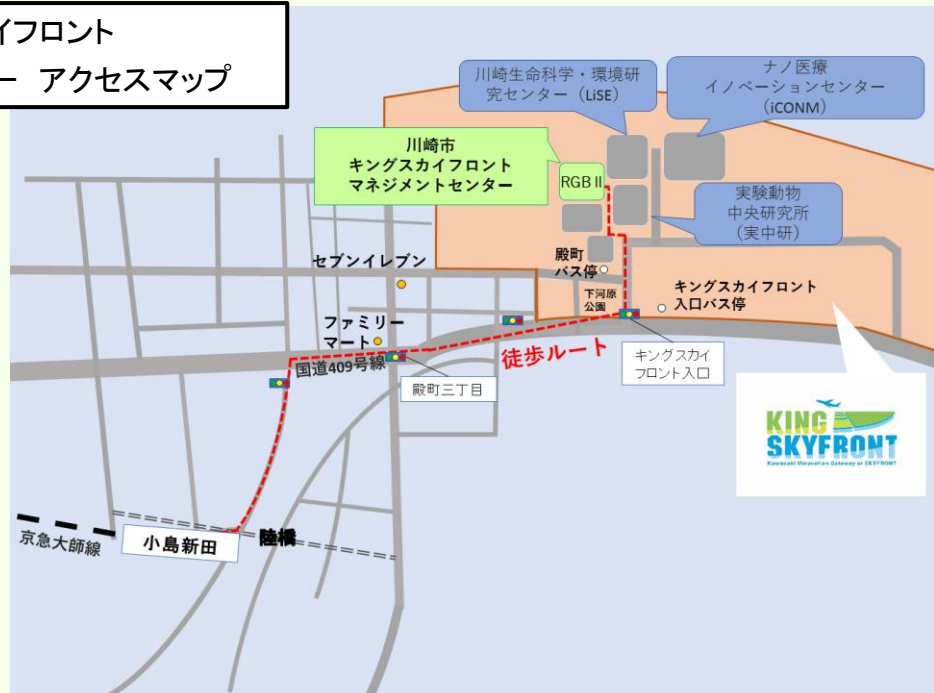 イフロント
ー アクセスマップ
川崎生命科学・環境研
究センター（LiSE）
ナノ医療
イノベーションセンター
（iCONM）
川崎市
キングスカイフロント
マネジメントセンター
RGBⅡ
実験動物
中央研究所
（実中研）
セブンイレブン
殿町
バス停
下河原
公園
キングスカイフロント
入口バス停
ファミリー
マート
徒歩ルート
国道409号線
殿町三丁目
キングスカイ
フロント入口
KING
SKYFRONT
Kawasaki INnovation Gateway at SKYFRONT
京急大師線
小島新田
陸橋